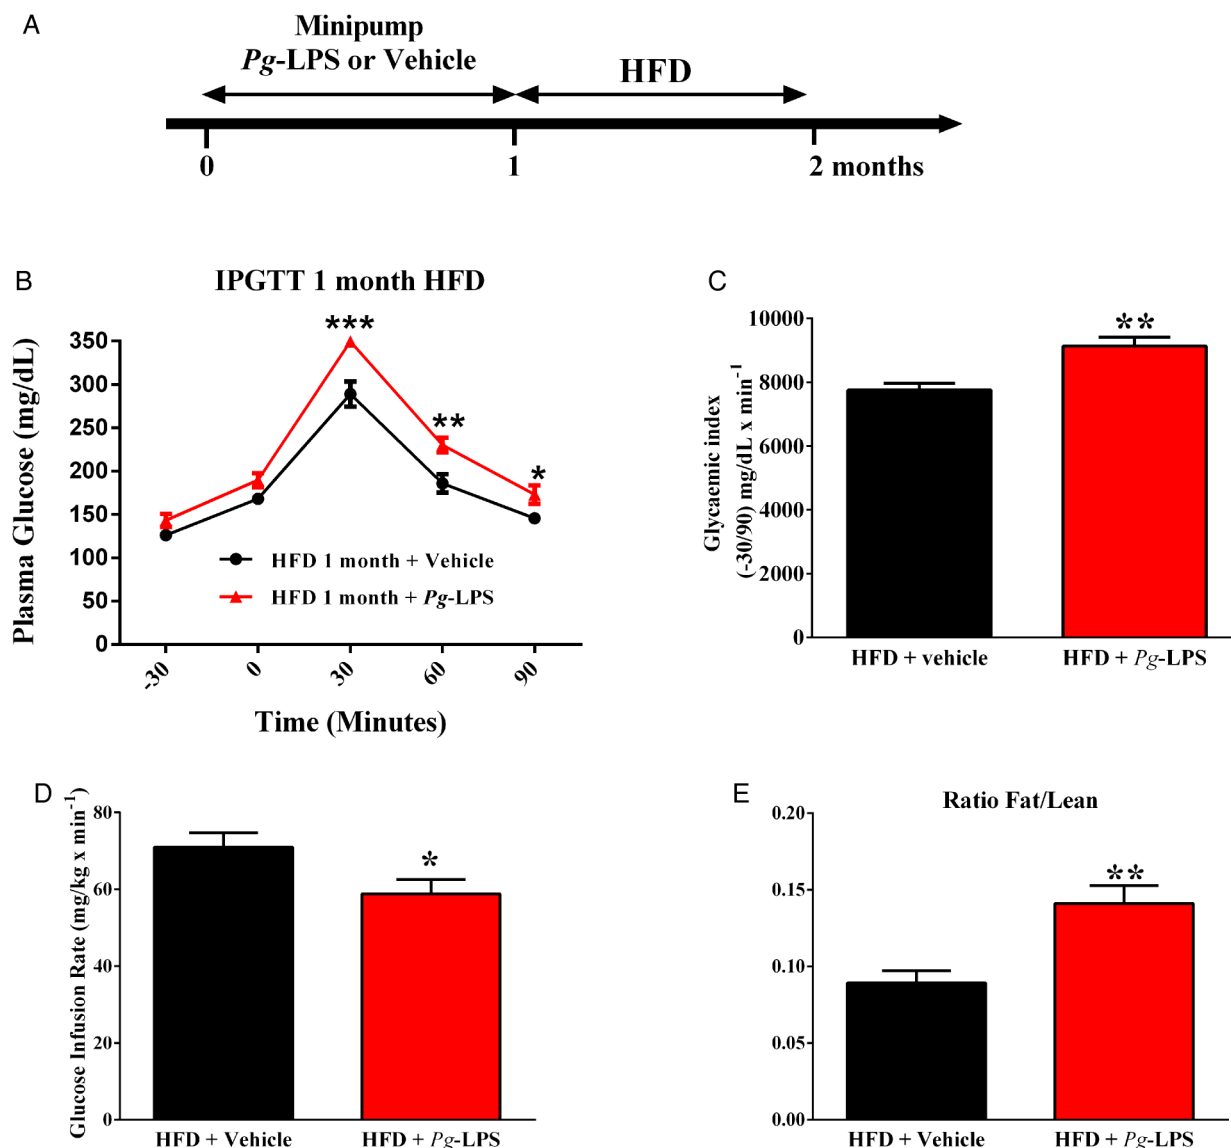 A
Minipump
Pg-LPS or Vehicle
HFD
0
1
2 months
B
IPGTT 1 month HFD
Plasma Glucose (mg/dL)
350
300
250
200
150
100
50
0
***
**
*
HFD 1 month + Vehicle
HFD 1 month + Pg-LPS
-30
0
30
60
90
Time (Minutes)
C
Glycaemic index
(-30/90) mg/dL x min⁻¹
10000
8000
6000
4000
2000
0
**
HFD + vehicle
HFD + Pg-LPS
D
Glucose Infusion Rate (mg/kg x min⁻¹)
80
60
40
20
0
*
HFD + Vehicle
HFD + Pg-LPS
E
Ratio Fat/Lean
0.20
0.15
0.10
0.05
0.00
**
HFD + Vehicle
HFD + Pg-LPS